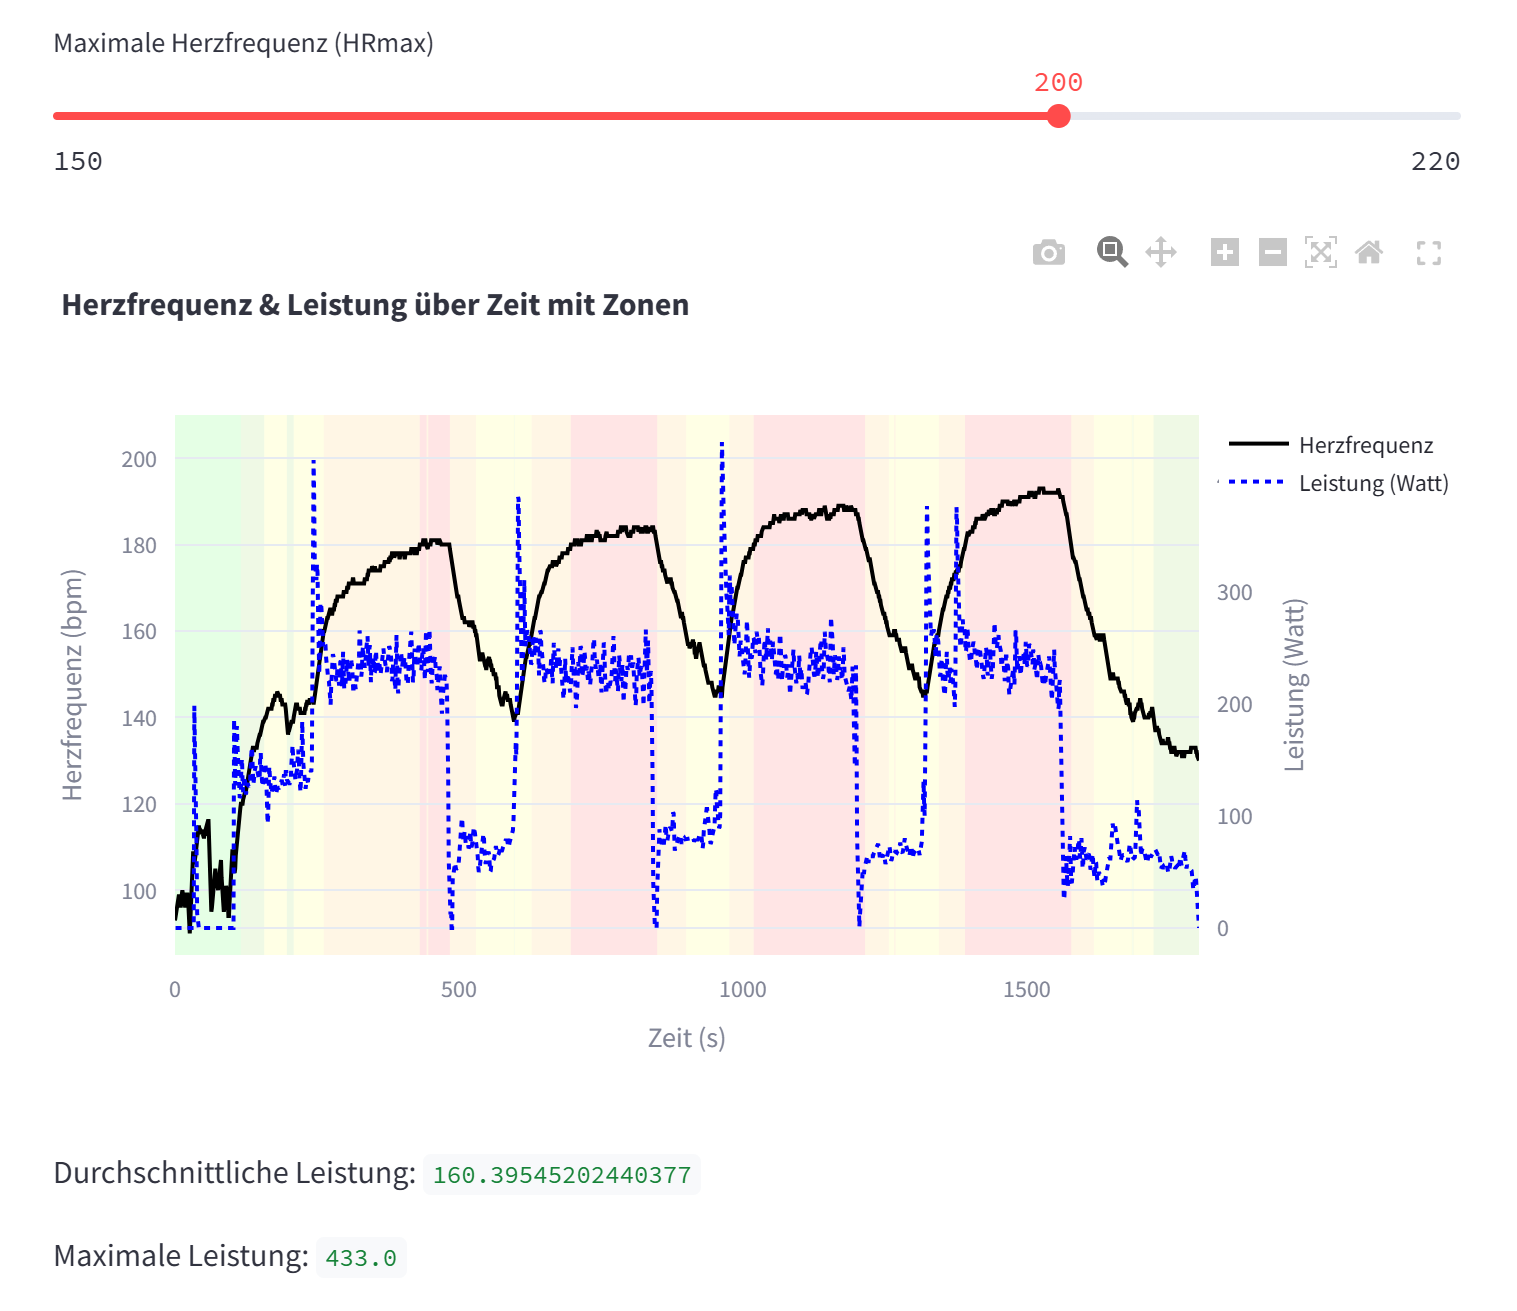 Maximale Herzfrequenz (HRmax)
200
150
220
Herzfrequenz & Leistung über Zeit mit Zonen
Herzfrequenz
Leistung (Watt)
200
180
160
140
120
100
Herzfrequenz (bpm)
300
200
100
0
Leistung (Watt)
0
500
1000
1500
Zeit (s)
Durchschnittliche Leistung: 160.39545202440377
Maximale Leistung: 433.0